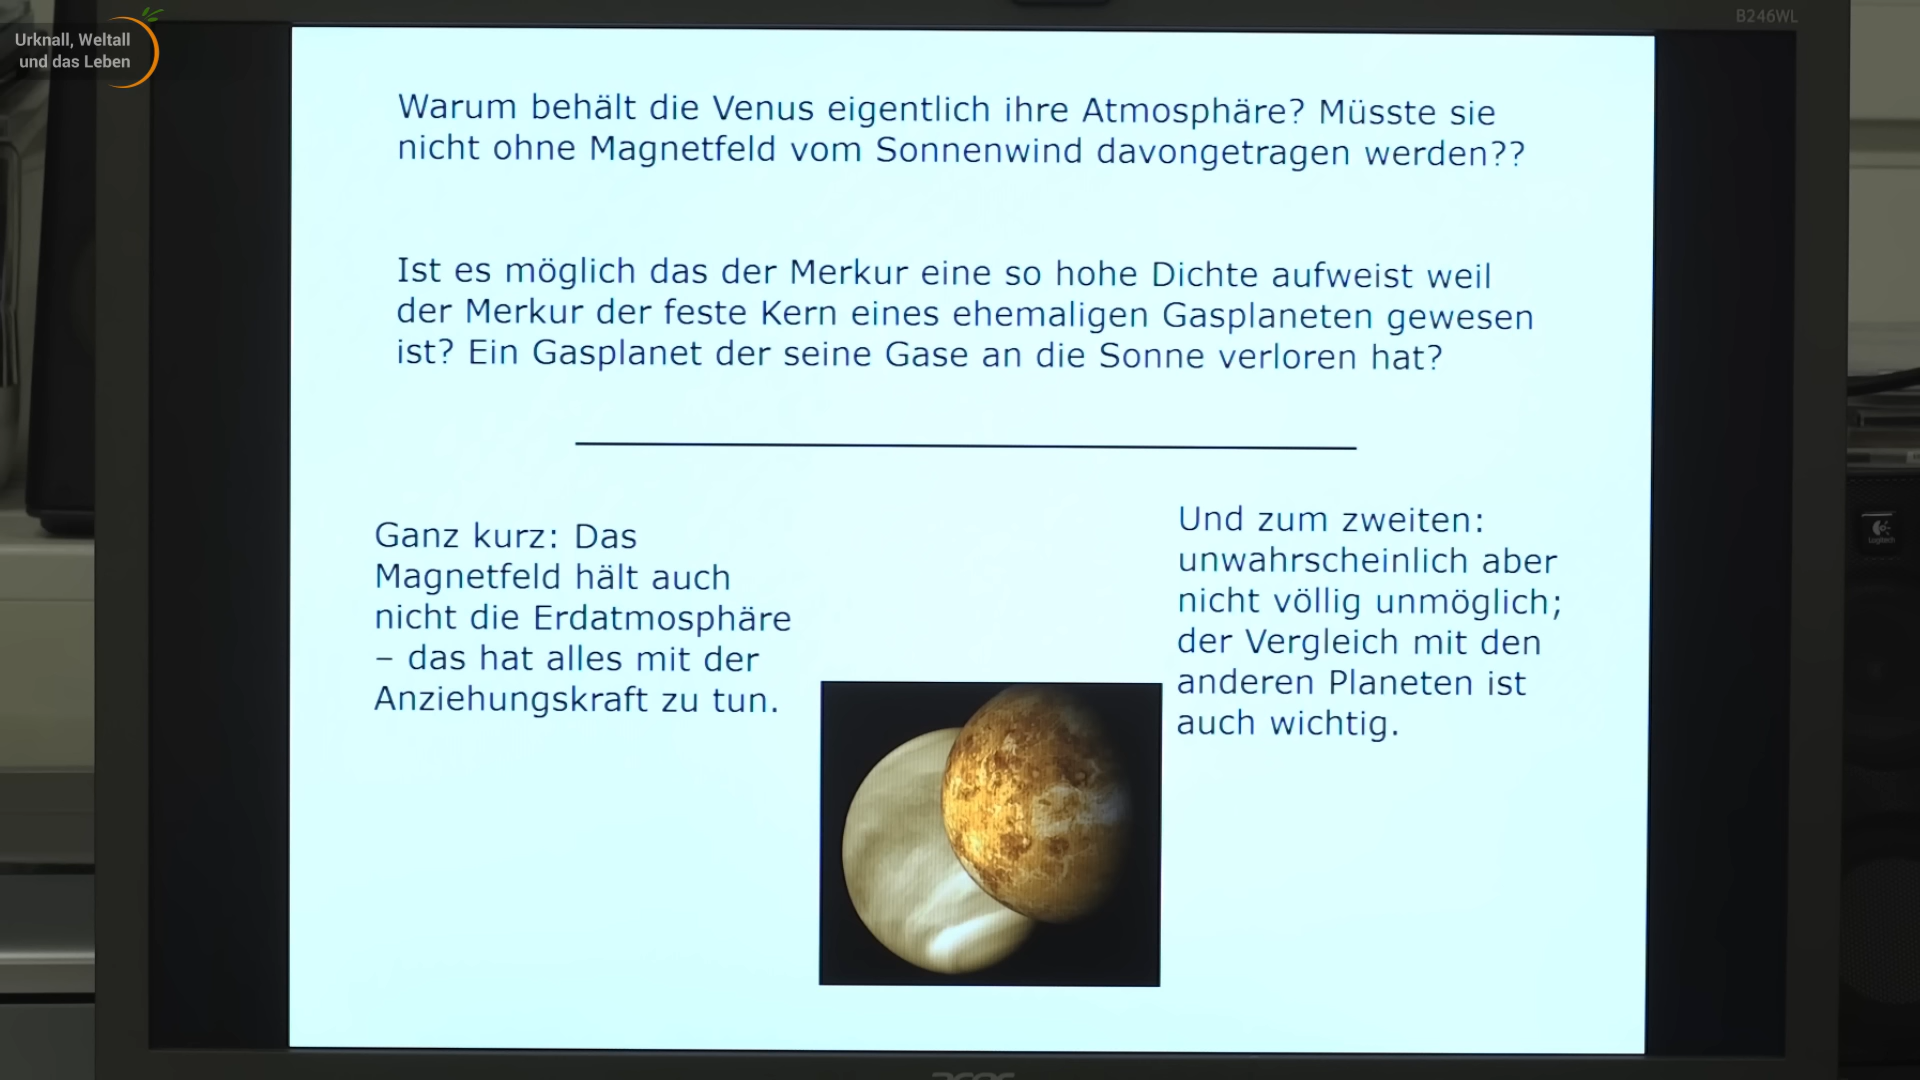 Urknall, Weltall
und das Leben
B246WL
Warum behält die Venus eigentlich ihre Atmosphäre? Müsste sie
nicht ohne Magnetfeld vom Sonnenwind davongetragen werden??
Ist es möglich das der Merkur eine so hohe Dichte aufweist weil
der Merkur der feste Kern eines ehemaligen Gasplaneten gewesen
ist? Ein Gasplanet der seine Gase an die Sonne verloren hat?
Ganz kurz: Das
Magnetfeld hält auch
nicht die Erdatmosphäre
– das hat alles mit der
Anziehungskraft zu tun.
Und zum zweiten:
unwahrscheinlich aber
nicht völlig unmöglich;
der Vergleich mit den
anderen Planeten ist
auch wichtig.
Logitech
acer